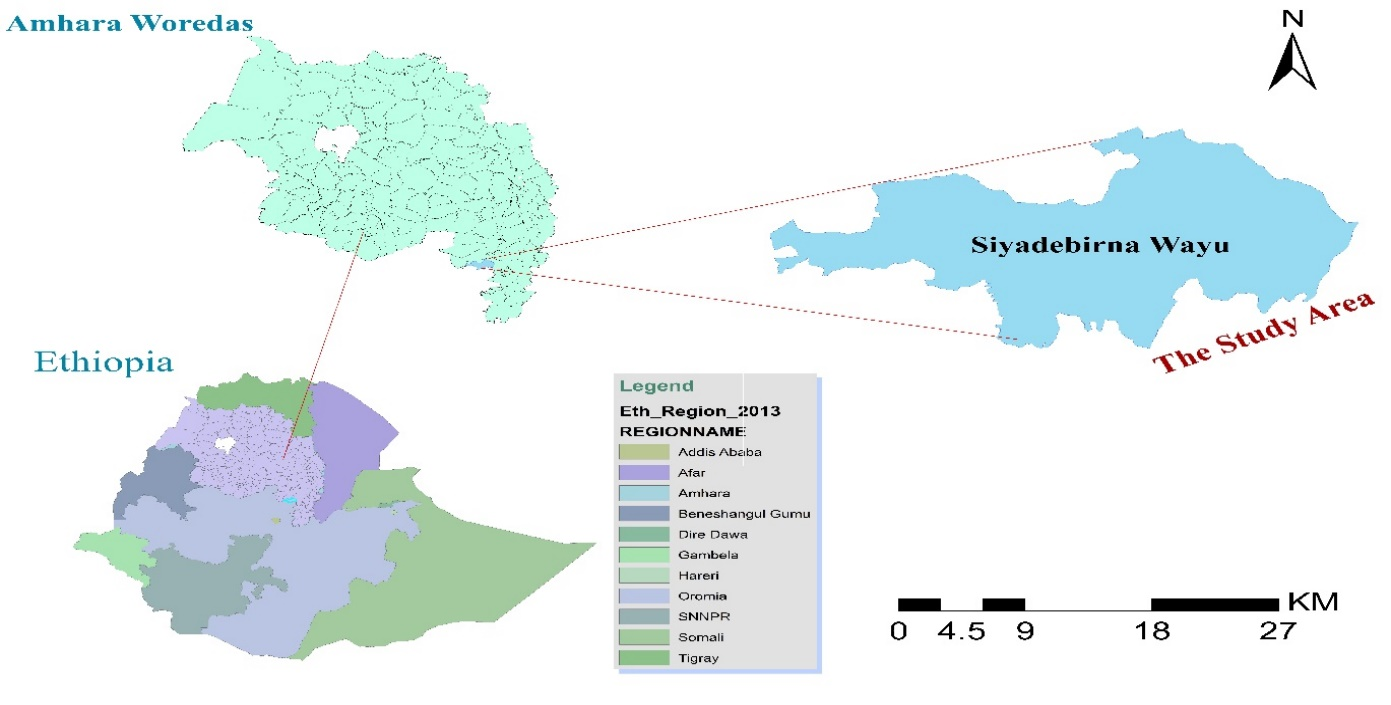 Amhara Woredas
N
Siyadebirna Wayu
The Study Area
Ethiopia
Legend
Eth_Region_2013
REGIONNAME
Addis Ababa
Afar
Amhara
Beneshangul Gumu
Dire Dawa
Gambela
Hareri
Oromia
SNNPR
Somali
Tigray
KM
0 4.5 9 18 27